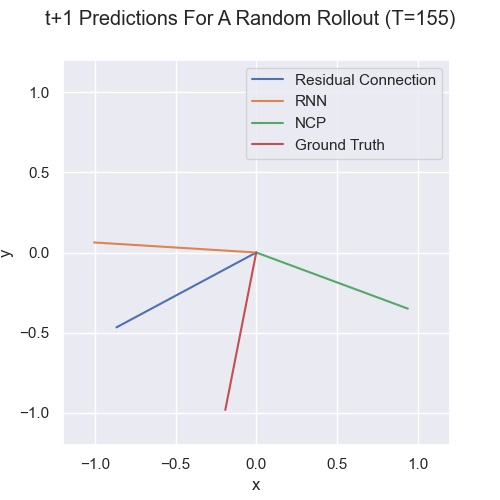 t+1 Predictions For A Random Rollout (T=155)
Residual Connection
RNN
NCP
Ground Truth
1.0
0.5
0.0
−0.5
−1.0
y
−1.0 −0.5 0.0 0.5 1.0
x